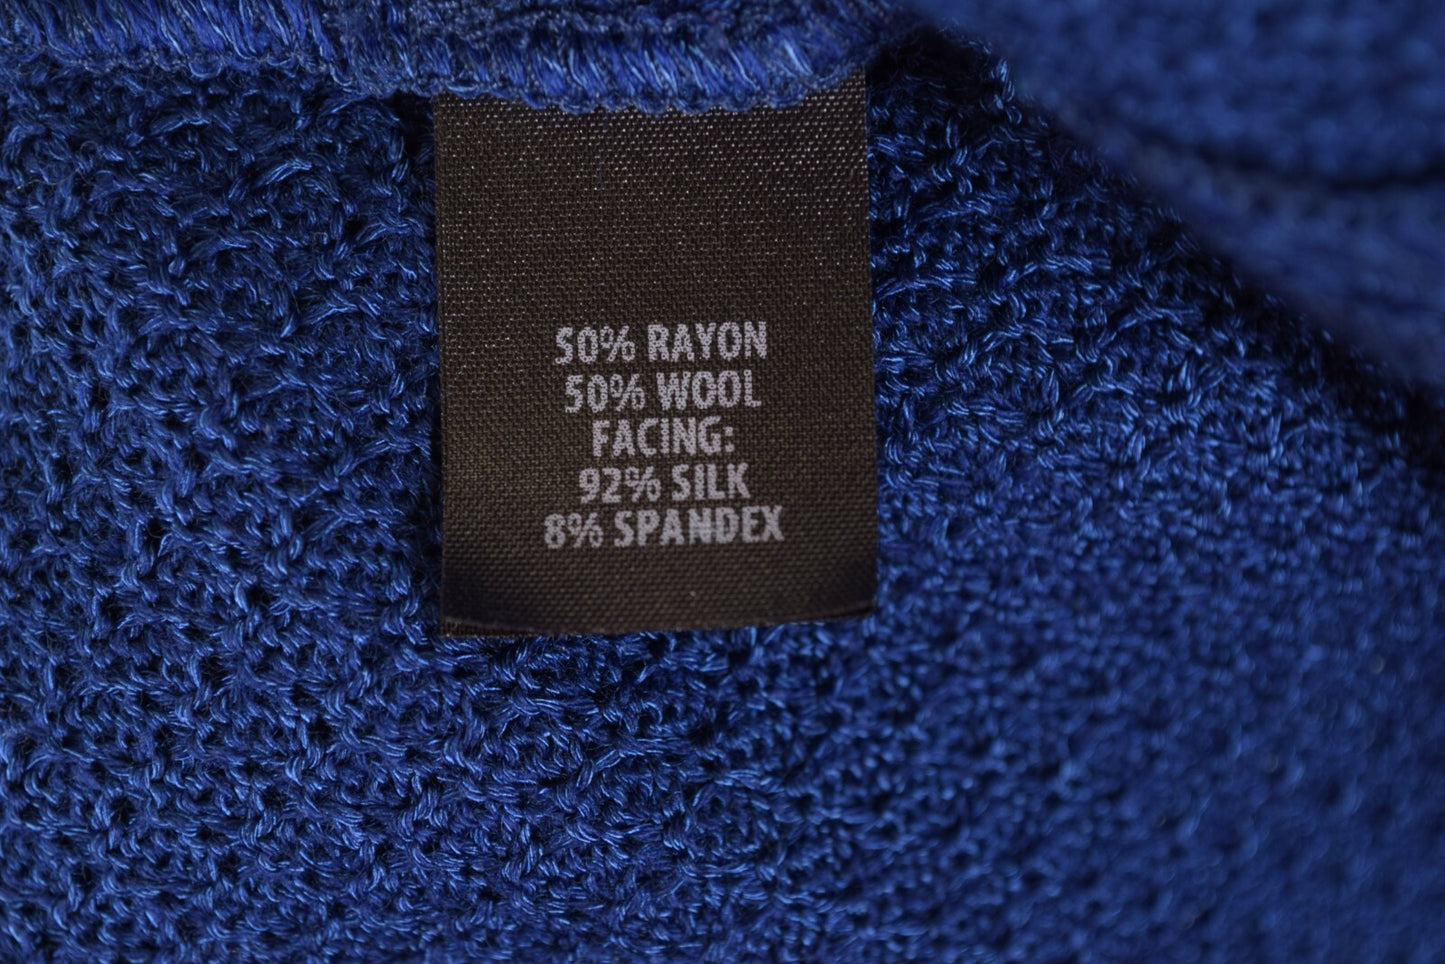 50% RAYON
50% WOOL
FACING:
92% SILK
8% SPANDEX